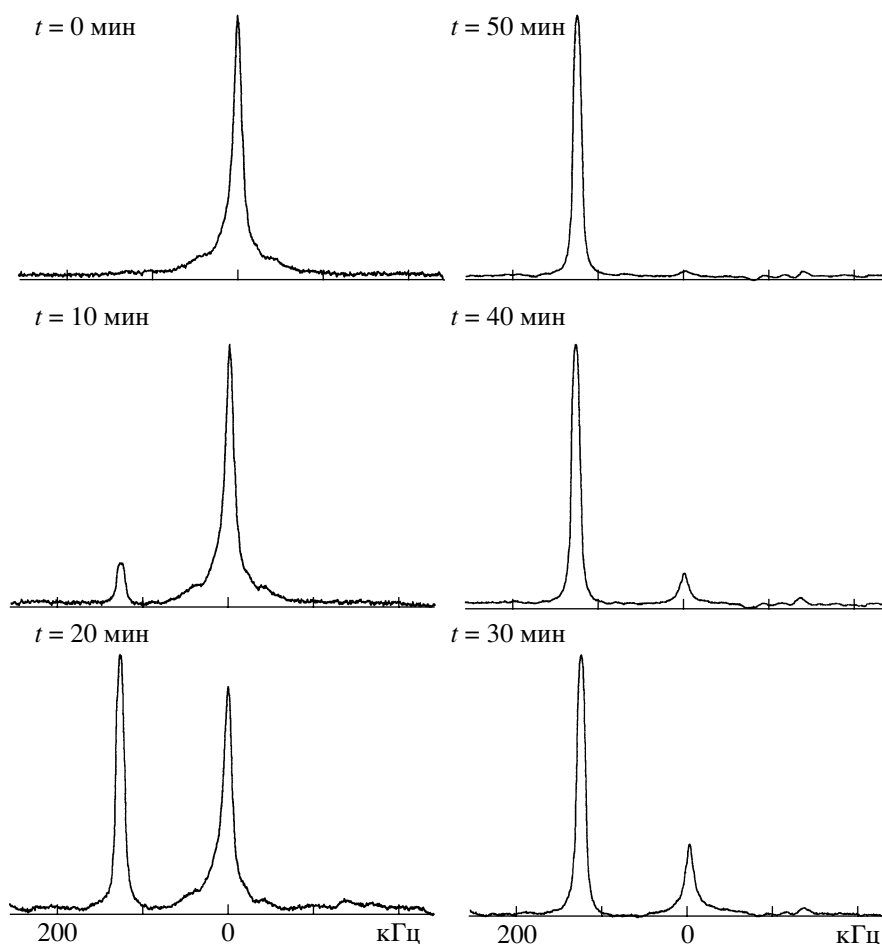 t = 0 мин
t = 50 мин
t = 10 мин
t = 40 мин
t = 20 мин
t = 30 мин
200 0 кГц
200 0 кГц